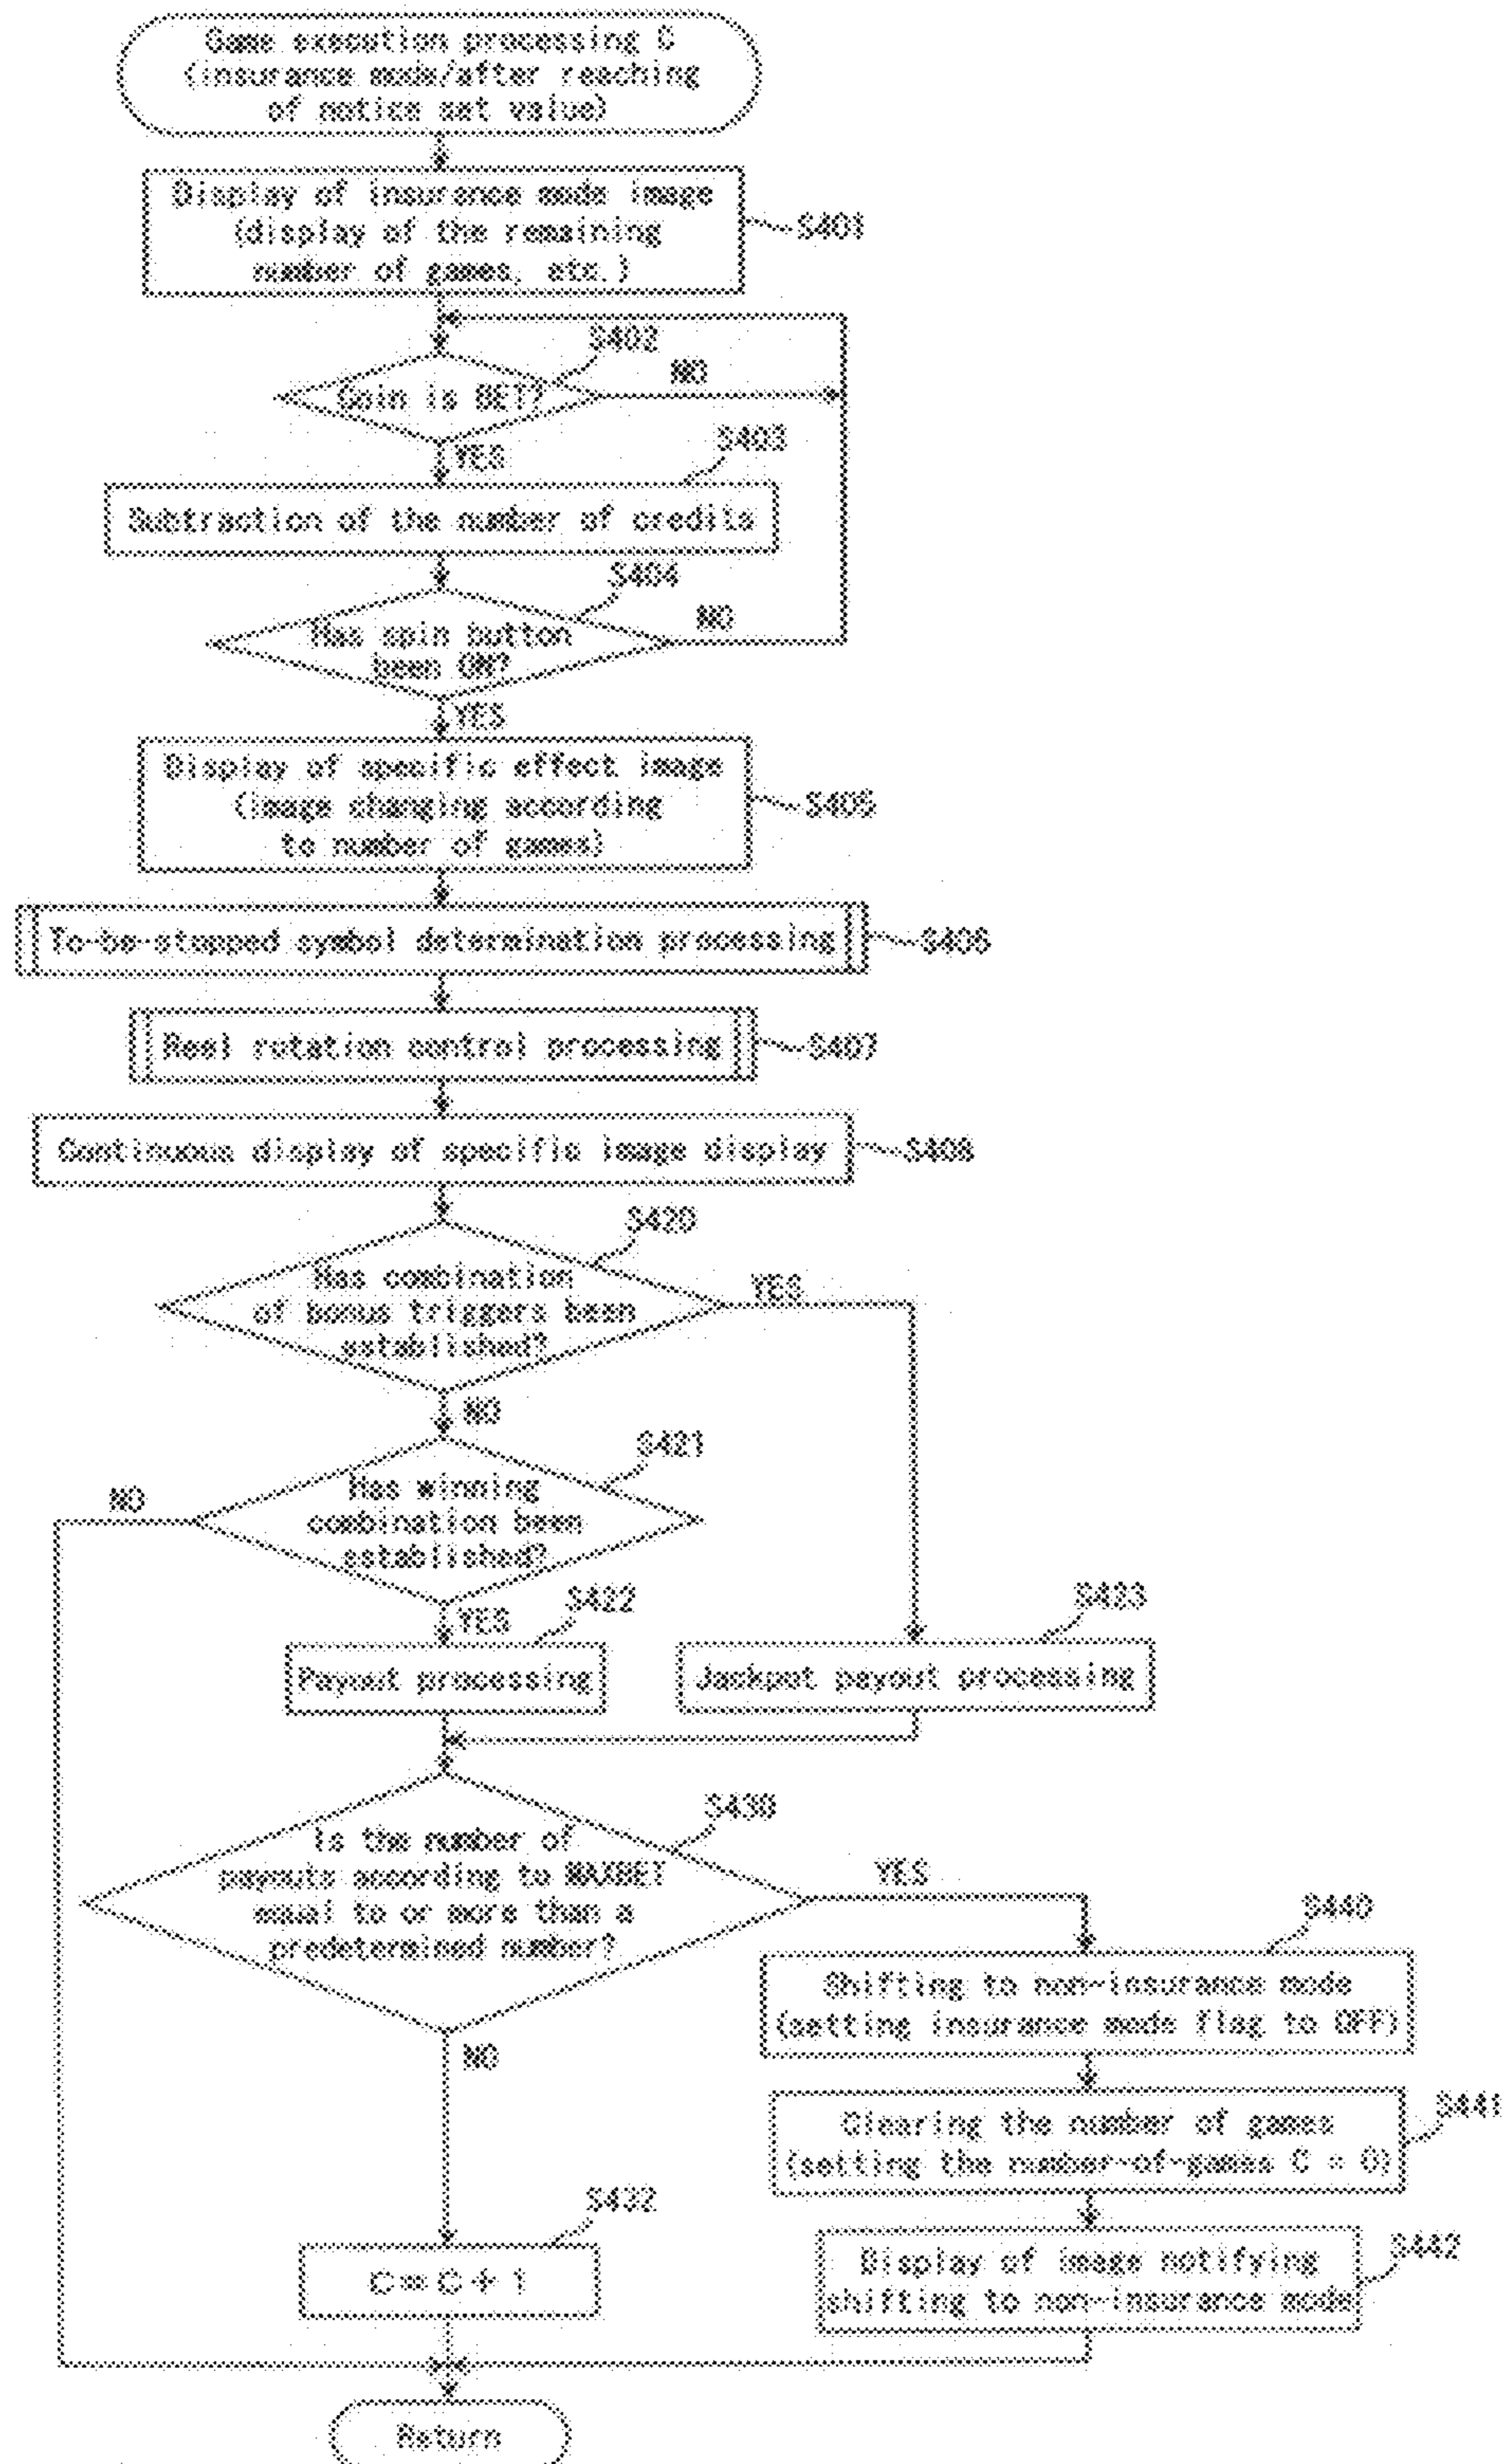 Game execution processing C
(insurance mode/after reaching
of notice set value)
Display of insurance mode image
(display of the remaining
number of games, etc.)
S401
S402
Coin is BET?
NO
YES
S403
Subtraction of the number of credits
S404
Has spin button
been ON?
NO
YES
Display of specific effect image
(image changing according
to number of games)
S405
To-be-stopped symbol determination processing
S406
Reel rotation control processing
S407
Continuous display of specific image display
S408
S420
Has combination
of bonus triggers been
established?
YES
NO
S421
Has winning
combination been
established?
NO
YES
S422
Payout processing
S423
Jackpot payout processing
S430
Is the number of
payouts according to MAXBET
equal to or more than a
predetermined number?
YES
NO
S440
Shifting to non-insurance mode
(setting insurance mode flag to OFF)
S441
Clearing the number of games
(setting the number-of-games C = 0)
S442
Display of image notifying
shifting to non-insurance mode
S432
C=C+1
Return